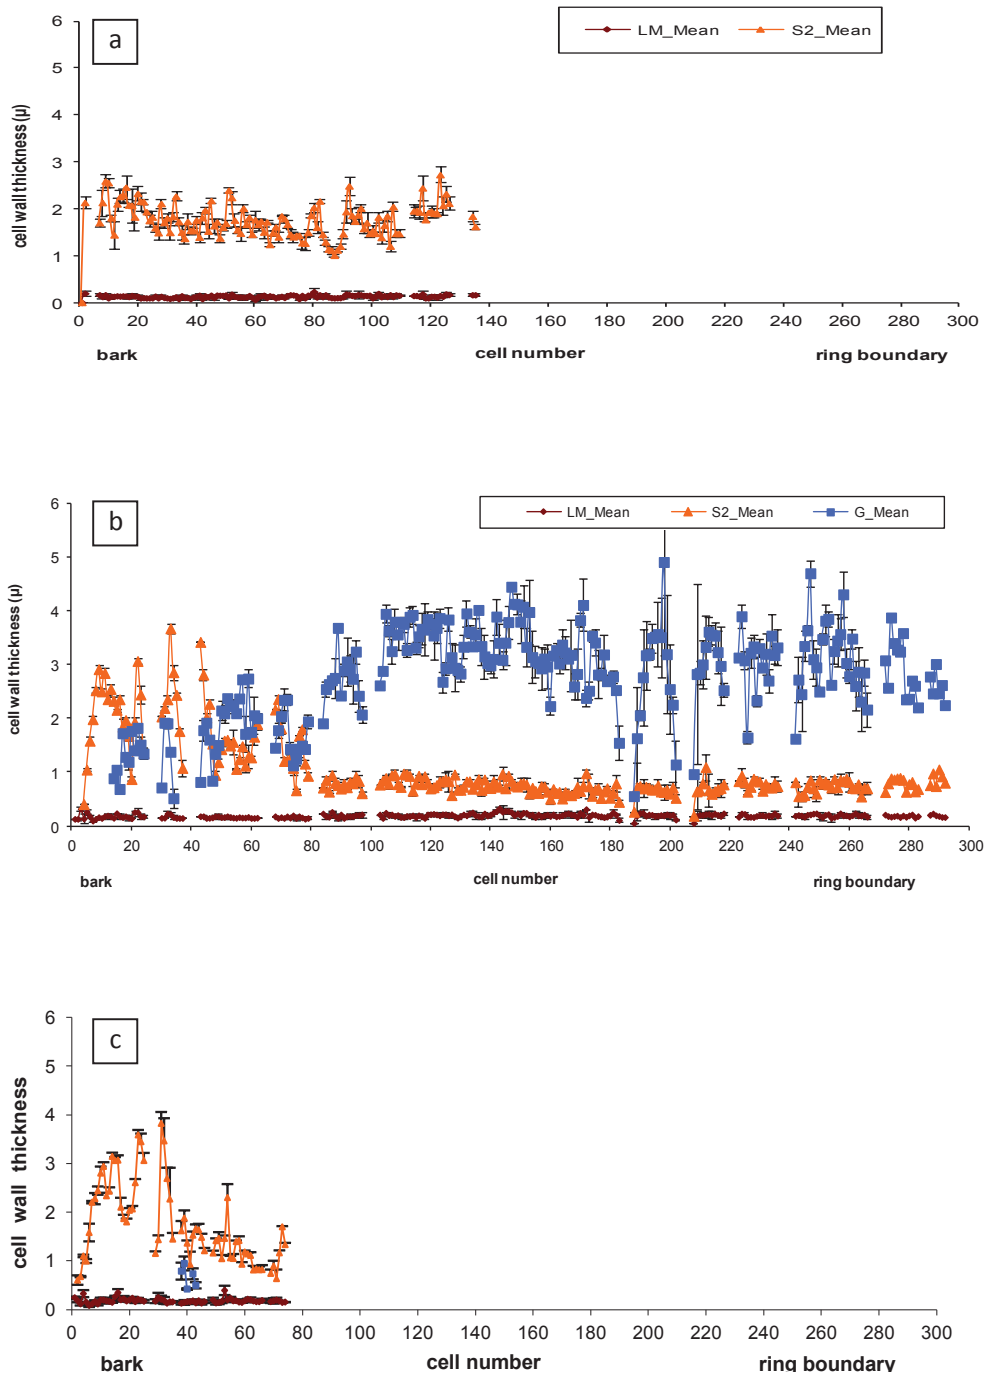 a
LM_Mean S2_Mean
cell wall thickness (µ)
6
5
4
3
2
1
0
0 20 40 60 80 100 120 140 160 180 200 220 240 260 280 300
bark cell number ring boundary
b
LM_Mean S2_Mean G_Mean
cell wall thickness (µ)
6
5
4
3
2
1
0
0 20 40 60 80 100 120 140 160 180 200 220 240 260 280 300
bark cell number ring boundary
c
cell wall thickness
6
5
4
3
2
1
0
0 20 40 60 80 100 120 140 160 180 200 220 240 260 280 300
bark cell number ring boundary